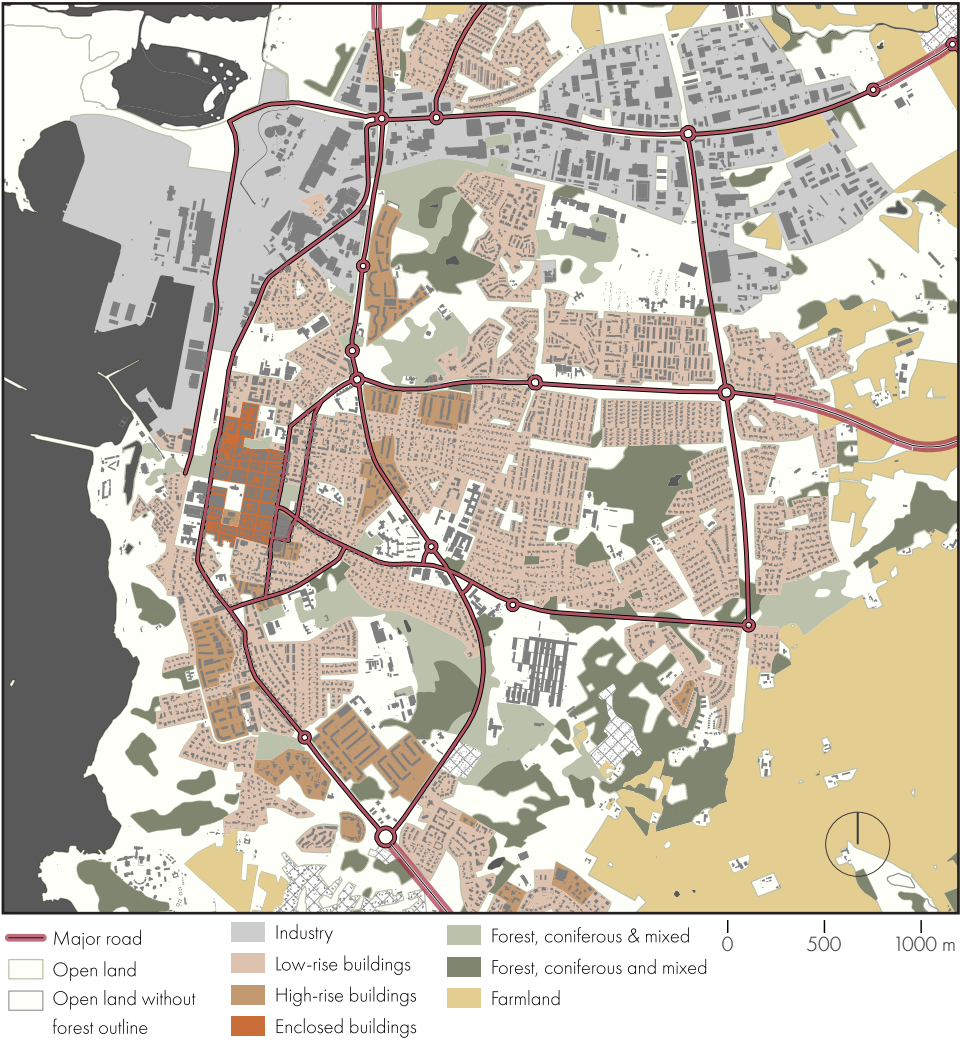 Major road
Open land
Open land without
forest outline
Industry
Low-rise buildings
High-rise buildings
Enclosed buildings
Forest, coniferous & mixed
Forest, coniferous and mixed
Farmland
0 500 1000 m